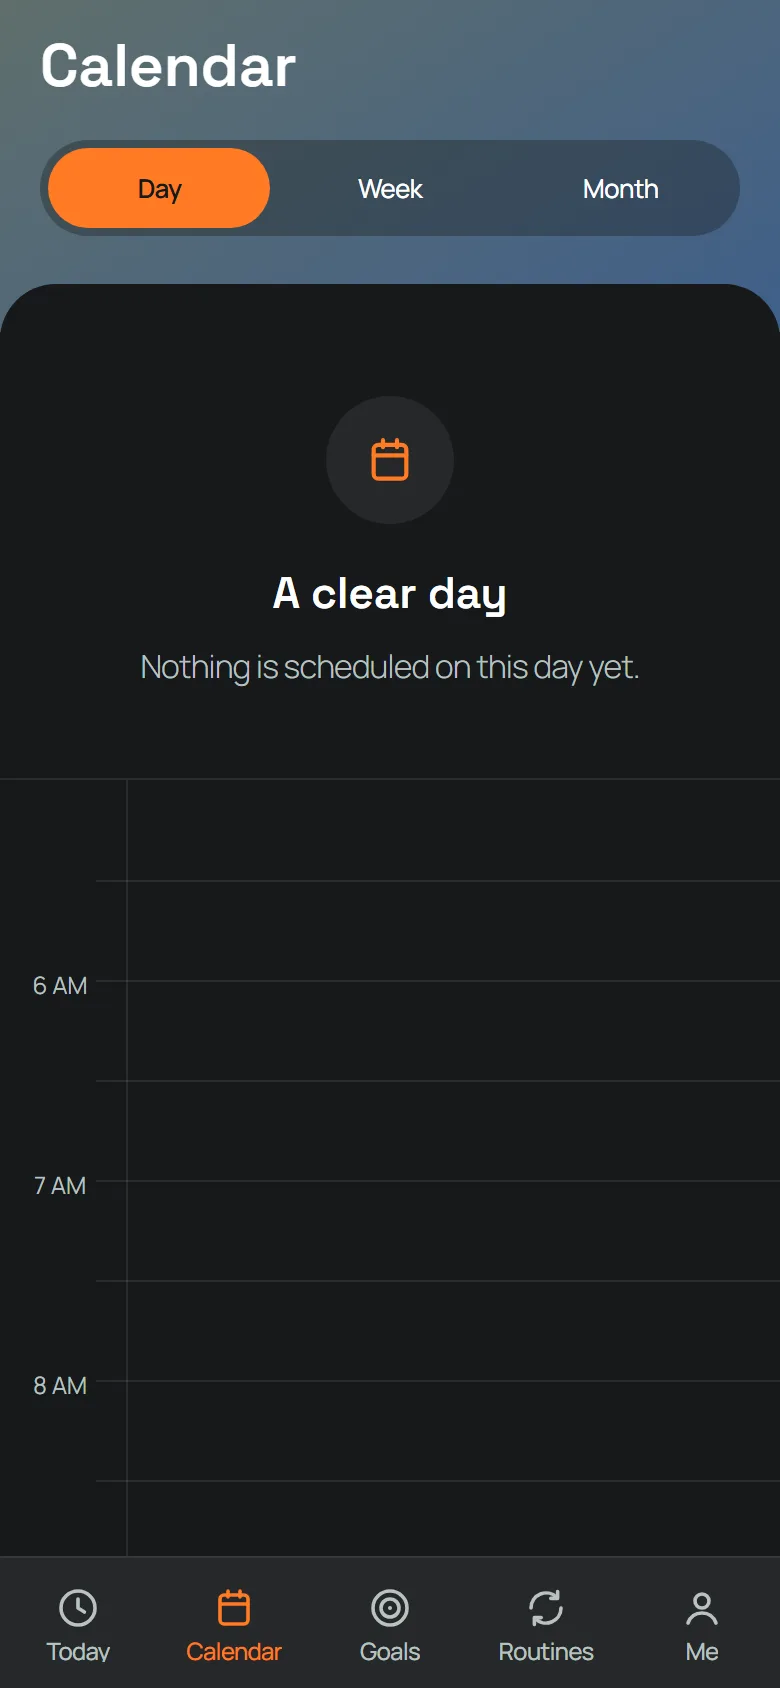 Calendar
Day Week Month
A clear day
Nothing is scheduled on this day yet.
6 AM
7 AM
8 AM
Today Calendar Goals Routines Me